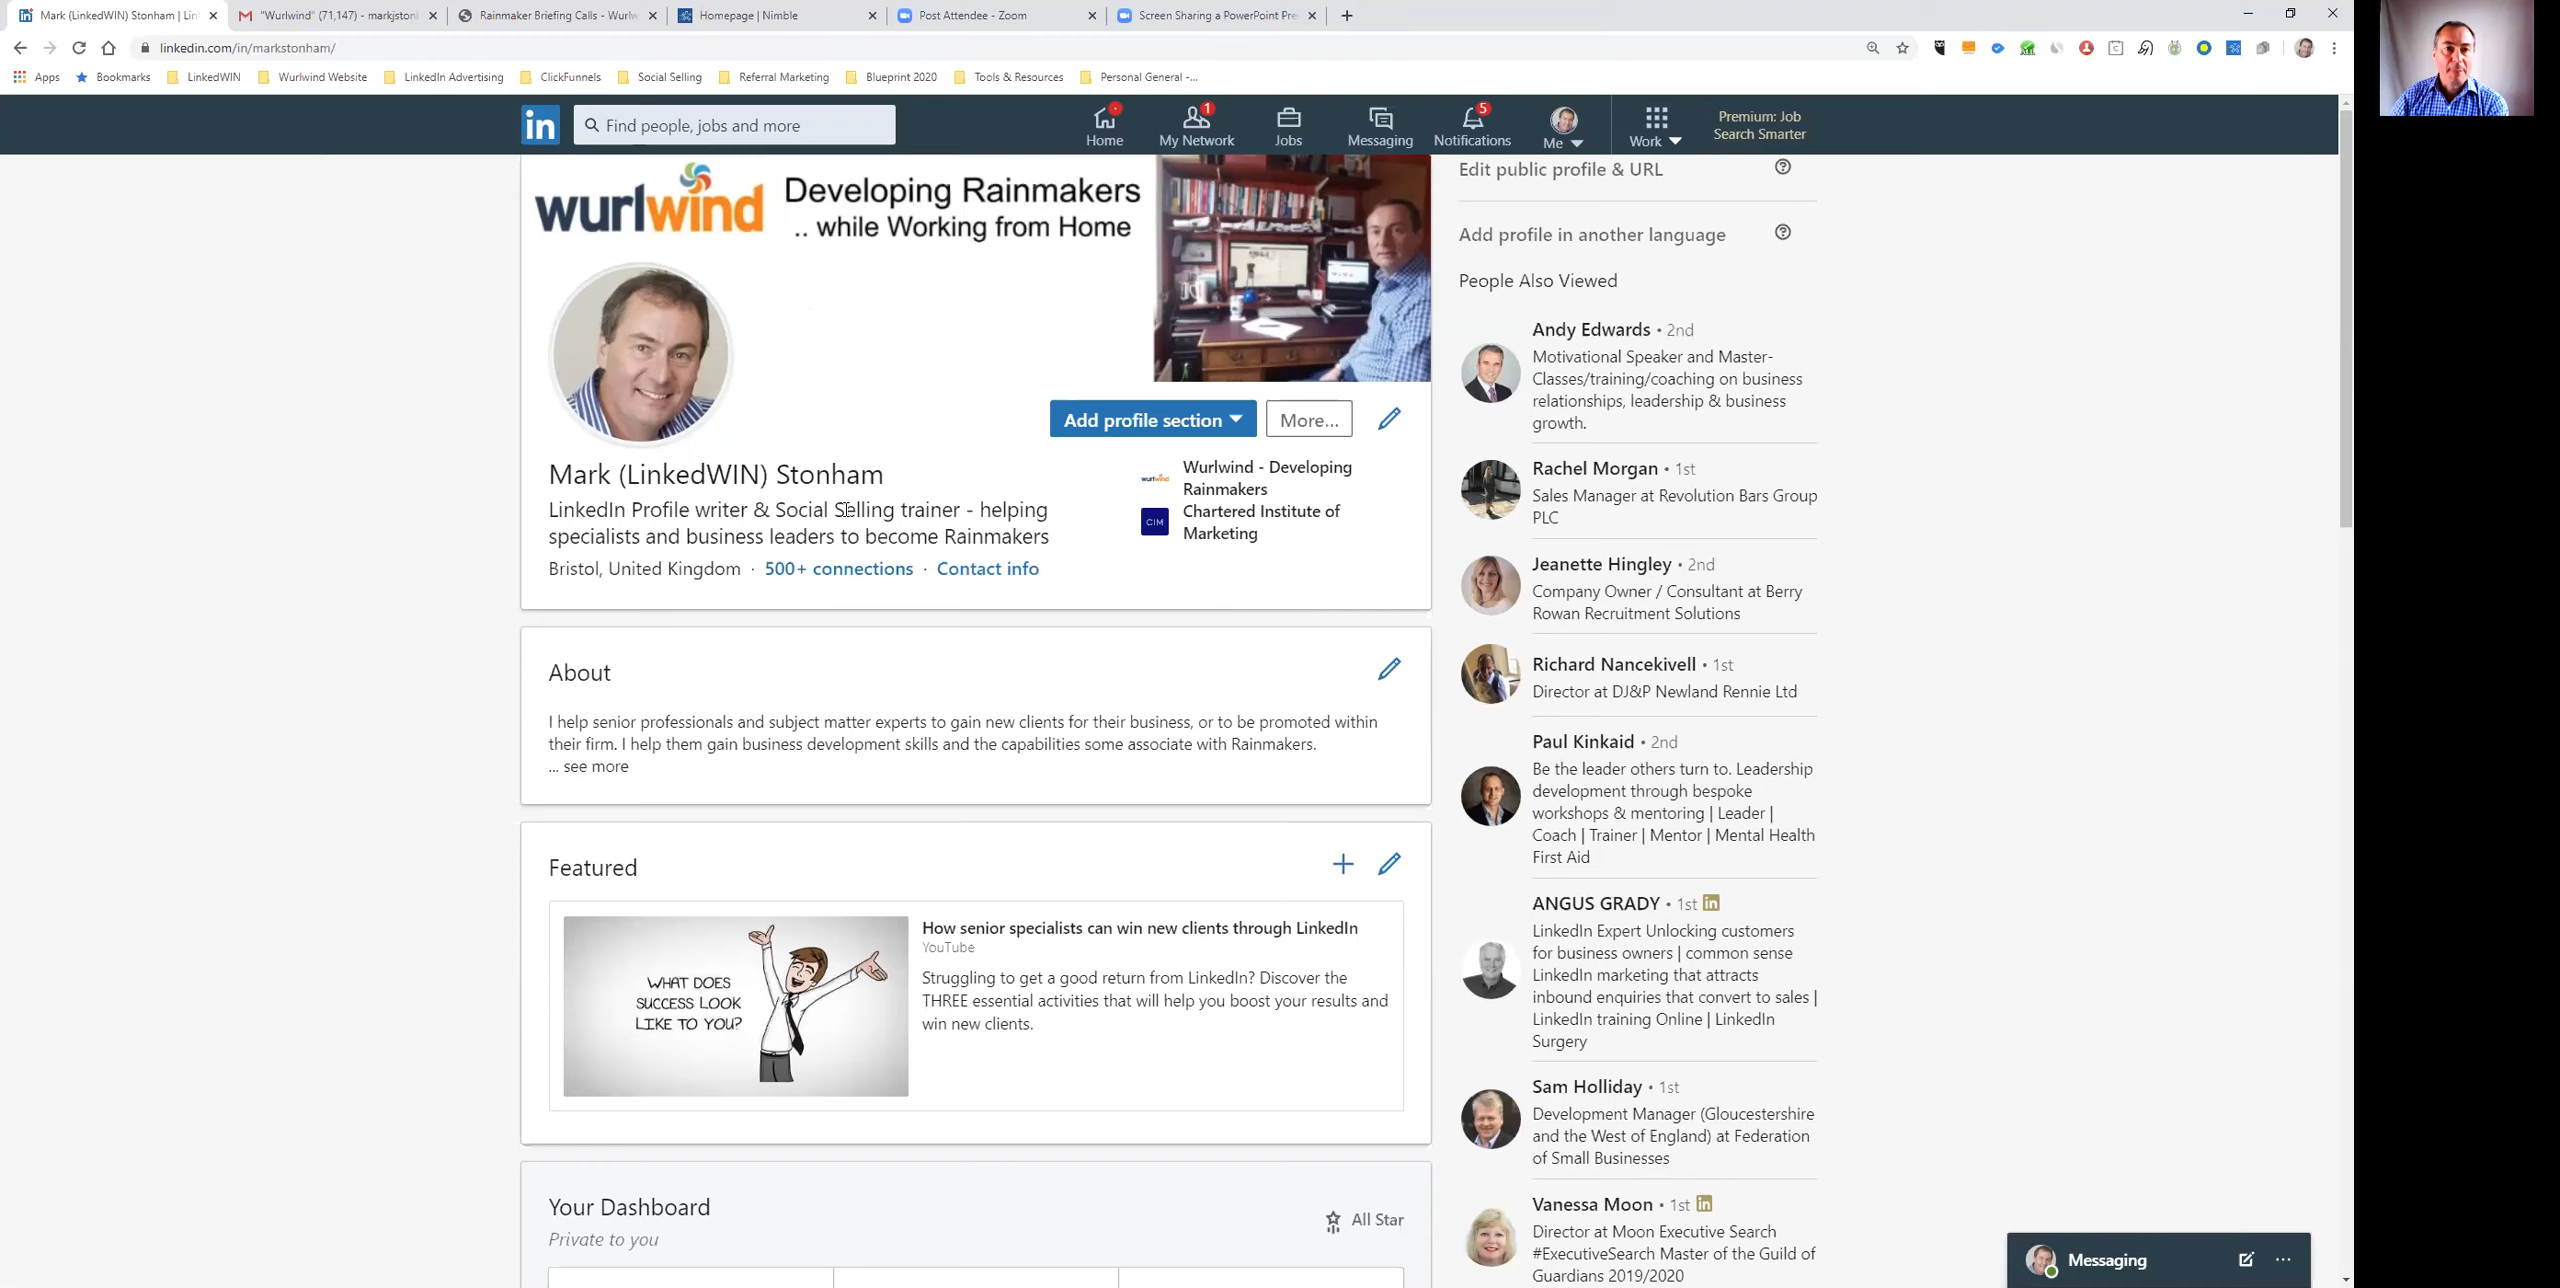 Mark (LinkedWIN) Stonham | Lin
"Wurlwind" (71,147) - markjston
Rainmaker Briefing Calls - Wurlw
Homepage | Nimble
Post Attendee - Zoom
Screen Sharing a PowerPoint Pre
linkedin.com/in/markstonham/
Apps
Bookmarks
LinkedWIN
Wurlwind Website
LinkedIn Advertising
ClickFunnels
Social Selling
Referral Marketing
Blueprint 2020
Tools & Resources
Personal General -...
in
Find people, jobs and more
Home
1
My Network
Jobs
Messaging
5
Notifications
Me
Work
Premium: Job
Search Smarter
wurlwind
Developing Rainmakers
.. while Working from Home
Add profile section
More...
Mark (LinkedWIN) Stonham
LinkedIn Profile writer & Social Selling trainer - helping
specialists and business leaders to become Rainmakers
Bristol, United Kingdom · 500+ connections · Contact info
wurlwind
Wurlwind - Developing
Rainmakers
CIM
Chartered Institute of
Marketing
About
I help senior professionals and subject matter experts to gain new clients for their business, or to be promoted within
their firm. I help them gain business development skills and the capabilities some associate with Rainmakers.
... see more
Featured
WHAT DOES
SUCCESS LOOK
LIKE TO YOU?
How senior specialists can win new clients through LinkedIn
YouTube
Struggling to get a good return from LinkedIn? Discover the
THREE essential activities that will help you boost your results and
win new clients.
Your Dashboard
Private to you
All Star
Edit public profile & URL
Add profile in another language
People Also Viewed
Andy Edwards • 2nd
Motivational Speaker and Master-
Classes/training/coaching on business
relationships, leadership & business
growth.
Rachel Morgan • 1st
Sales Manager at Revolution Bars Group
PLC
Jeanette Hingley • 2nd
Company Owner / Consultant at Berry
Rowan Recruitment Solutions
Richard Nancekivell • 1st
Director at DJ&P Newland Rennie Ltd
Paul Kinkaid • 2nd
Be the leader others turn to. Leadership
development through bespoke
workshops & mentoring | Leader |
Coach | Trainer | Mentor | Mental Health
First Aid
ANGUS GRADY • 1st in
LinkedIn Expert Unlocking customers
for business owners | common sense
LinkedIn marketing that attracts
inbound enquiries that convert to sales |
LinkedIn training Online | LinkedIn
Surgery
Sam Holliday • 1st
Development Manager (Gloucestershire
and the West of England) at Federation
of Small Businesses
Vanessa Moon • 1st in
Director at Moon Executive Search
#ExecutiveSearch Master of the Guild of
Guardians 2019/2020
Messaging